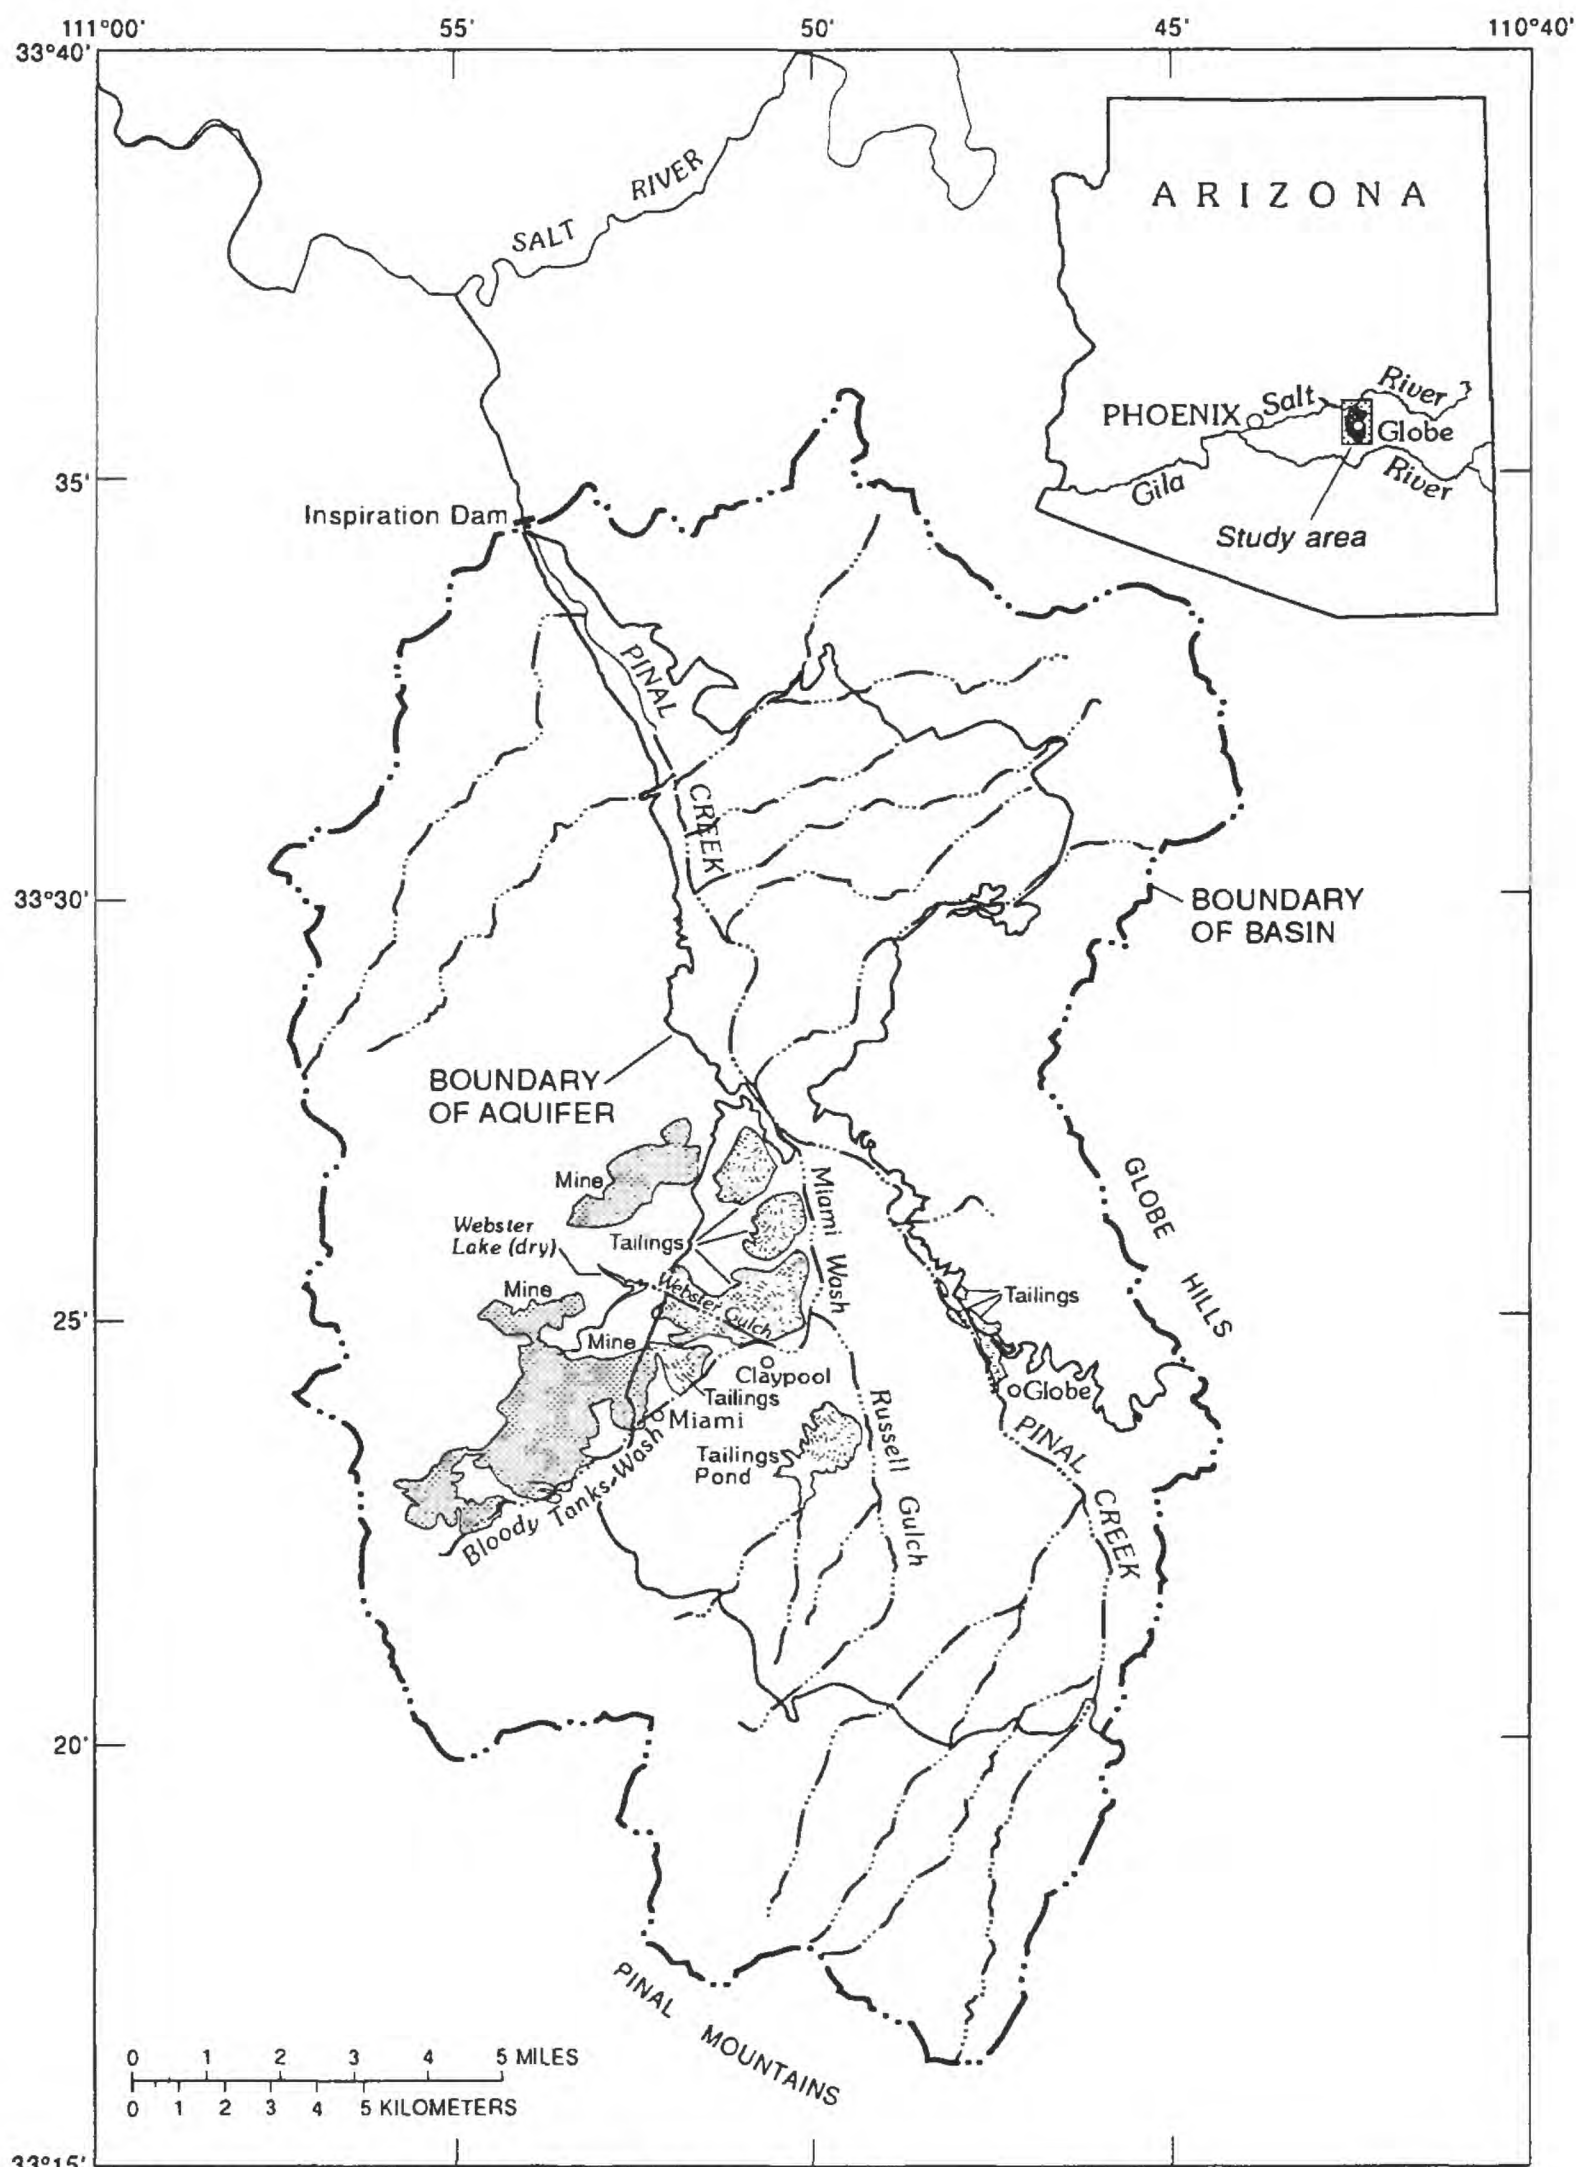 111°00' 55' 50' 45' 110°40'
33°40'
35'
33°30'
25'
20'
33°15'
SALT RIVER
ARIZONA
PHOENIX
Salt River
Globe
Gila River
Study area
Inspiration Dam
PINAL CREEK
BOUNDARY
OF BASIN
BOUNDARY
OF AQUIFER
GLOBE HILLS
Mine
Miami Wash
Webster
Lake (dry)
Tailings
Webster Gulch
Mine
Tailings
Mine
Claypool
Tailings
Globe
Miami
Russell Gulch
Tailings
Pond
PINAL CREEK
Bloody Tanks Wash
PINAL MOUNTAINS
0 1 2 3 4 5 MILES
0 1 2 3 4 5 KILOMETERS